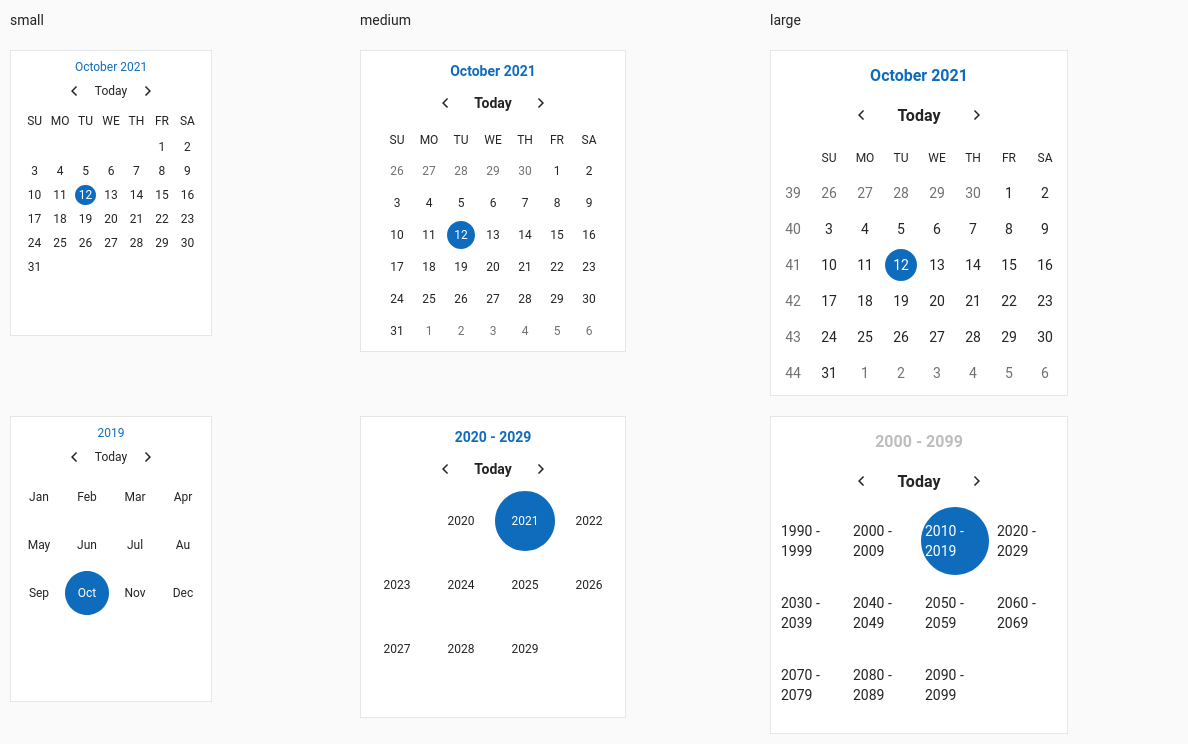 small
October 2021
Today
SU MO TU WE TH FR SA
1 2
3 4 5 6 7 8 9
10 11 12 13 14 15 16
17 18 19 20 21 22 23
24 25 26 27 28 29 30
31
medium
October 2021
Today
SU MO TU WE TH FR SA
26 27 28 29 30 1 2
3 4 5 6 7 8 9
10 11 12 13 14 15 16
17 18 19 20 21 22 23
24 25 26 27 28 29 30
31 1 2 3 4 5 6
large
October 2021
Today
SU MO TU WE TH FR SA
39 26 27 28 29 30 1 2
40 3 4 5 6 7 8 9
41 10 11 12 13 14 15 16
42 17 18 19 20 21 22 23
43 24 25 26 27 28 29 30
44 31 1 2 3 4 5 6
2019
Today
Jan Feb Mar Apr
May Jun Jul Au
Sep Oct Nov Dec
2020 - 2029
Today
2020 2021 2022
2023 2024 2025 2026
2027 2028 2029
2000 - 2099
Today
1990 - 2000 - 2010 - 2020 -
1999 2009 2019 2029
2030 - 2040 - 2050 - 2060 -
2039 2049 2059 2069
2070 - 2080 - 2090 -
2079 2089 2099